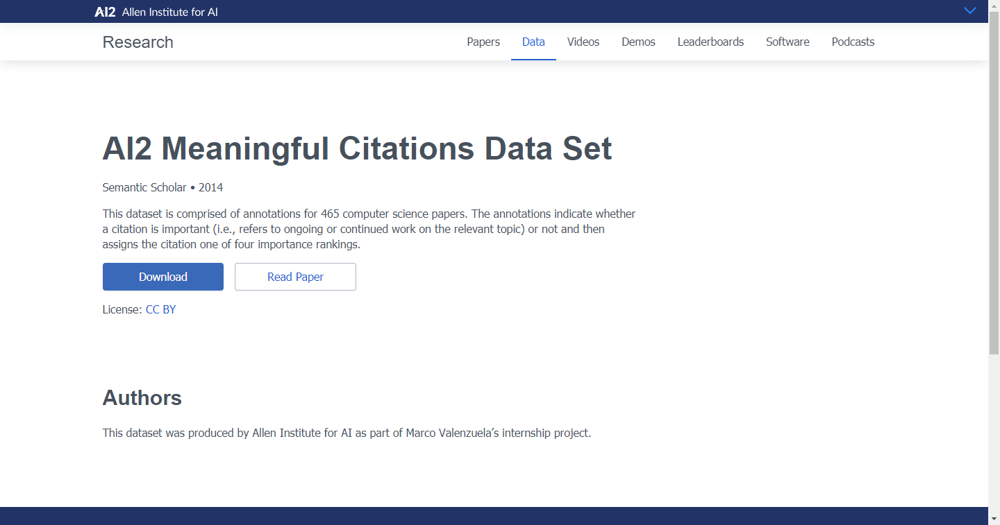 AI2 Allen Institute for AI
Research
Papers Data Videos Demos Leaderboards Software Podcasts
AI2 Meaningful Citations Data Set
Semantic Scholar • 2014
This dataset is comprised of annotations for 465 computer science papers. The annotations indicate whether
a citation is important (i.e., refers to ongoing or continued work on the relevant topic) or not and then
assigns the citation one of four importance rankings.
Download Read Paper
License: CC BY
Authors
This dataset was produced by Allen Institute for AI as part of Marco Valenzuela’s internship project.